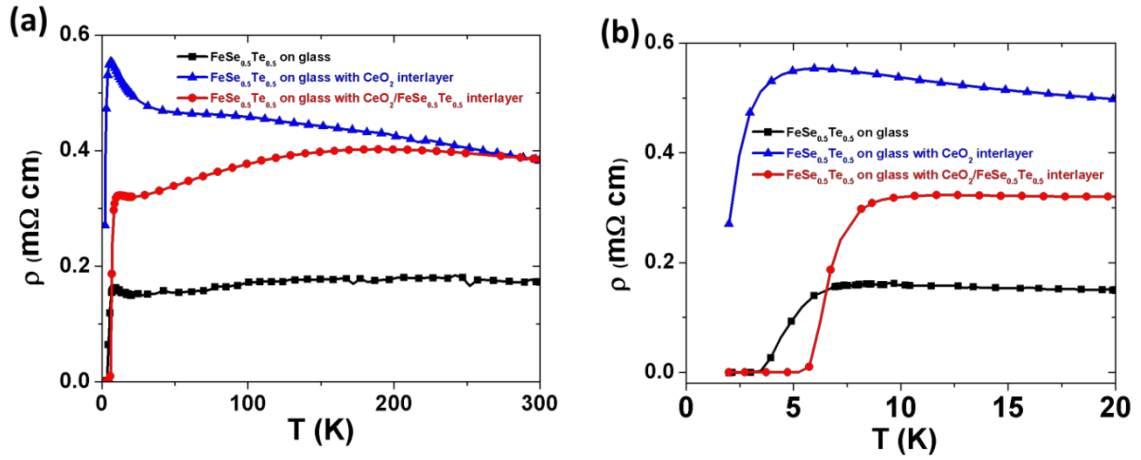 (a)
0.6
0.4
0.2
0.0
ρ (mΩ cm)
FeSe₀.₅Te₀.₅ on glass
FeSe₀.₅Te₀.₅ on glass with CeO₂ interlayer
FeSe₀.₅Te₀.₅ on glass with CeO₂/FeSe₀.₅Te₀.₅ interlayer
0 100 200 300
T (K)
(b)
0.6
0.4
0.2
0.0
ρ (mΩ cm)
FeSe₀.₅Te₀.₅ on glass
FeSe₀.₅Te₀.₅ on glass with CeO₂ interlayer
FeSe₀.₅Te₀.₅ on glass with CeO₂/FeSe₀.₅Te₀.₅ interlayer
0 5 10 15 20
T (K)